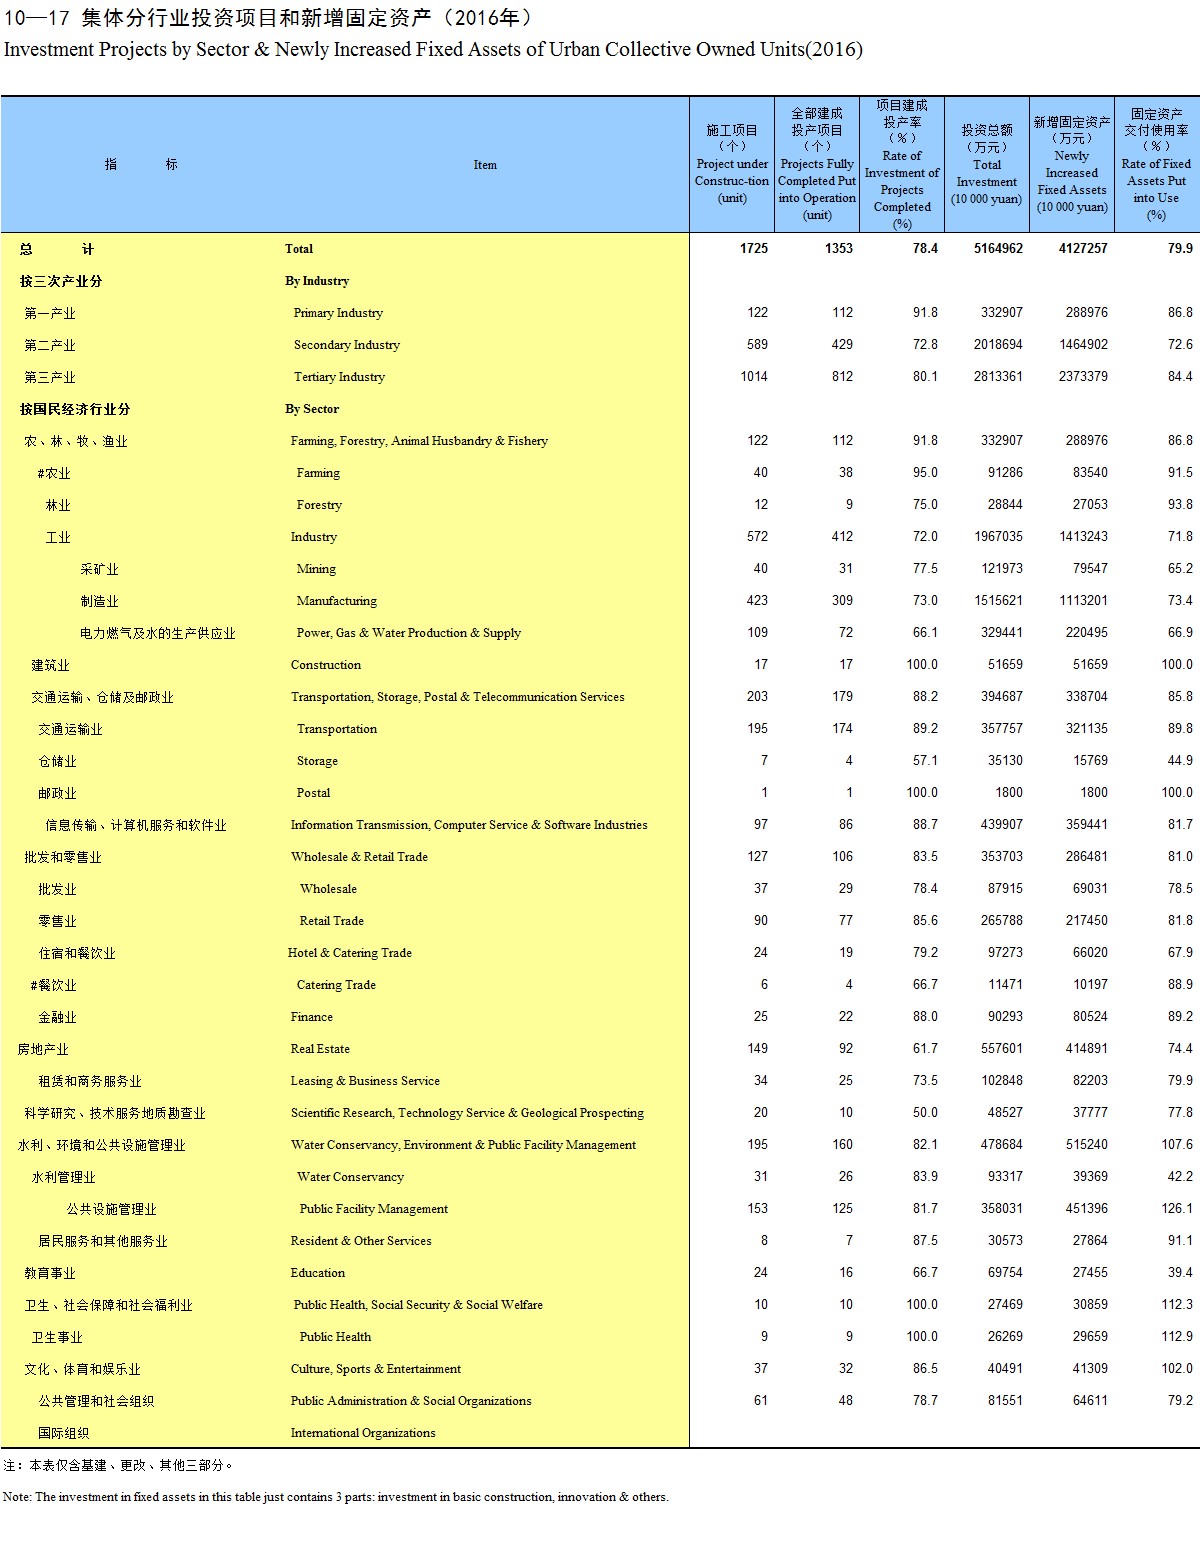 10—17 集体分行业投资项目和新增固定资产（2016年）
Investment Projects by Sector & Newly Increased Fixed Assets of Urban Collective Owned Units(2016)
指 标 Item 施工项目（个） Project under Construc-tion (unit) 全部建成投产项目（个） Projects Fully Completed Put into Operation (unit) 项目建成投产率（%） Rate of Investment of Projects Completed (%) 投资总额（万元） Total Investment (10 000 yuan) 新增固定资产（万元） Newly Increased Fixed Assets (10 000 yuan) 固定资产交付使用率（%） Rate of Fixed Assets Put into Use (%)
总 计 Total 1725 1353 78.4 5164962 4127257 79.9
按三次产业分 By Industry
第一产业 Primary Industry 122 112 91.8 332907 288976 86.8
第二产业 Secondary Industry 589 429 72.8 2018694 1464902 72.6
第三产业 Tertiary Industry 1014 812 80.1 2813361 2373379 84.4
按国民经济行业分 By Sector
农、林、牧、渔业 Farming, Forestry, Animal Husbandry & Fishery 122 112 91.8 332907 288976 86.8
#农业 Farming 40 38 95.0 91286 83540 91.5
林业 Forestry 12 9 75.0 28844 27053 93.8
工业 Industry 572 412 72.0 1967035 1413243 71.8
采矿业 Mining 40 31 77.5 121973 79547 65.2
制造业 Manufacturing 423 309 73.0 1515621 1113201 73.4
电力燃气及水的生产供应业 Power, Gas & Water Production & Supply 109 72 66.1 329441 220495 66.9
建筑业 Construction 17 17 100.0 51659 51659 100.0
交通运输、仓储及邮政业 Transportation, Storage, Postal & Telecommunication Services 203 179 88.2 394687 338704 85.8
交通运输业 Transportation 195 174 89.2 357757 321135 89.8
仓储业 Storage 7 4 57.1 35130 15769 44.9
邮政业 Postal 1 1 100.0 1800 1800 100.0
信息传输、计算机服务和软件业 Information Transmission, Computer Service & Software Industries 97 86 88.7 439907 359441 81.7
批发和零售业 Wholesale & Retail Trade 127 106 83.5 353703 286481 81.0
批发业 Wholesale 37 29 78.4 87915 69031 78.5
零售业 Retail Trade 90 77 85.6 265788 217450 81.8
住宿和餐饮业 Hotel & Catering Trade 24 19 79.2 97273 66020 67.9
#餐饮业 Catering Trade 6 4 66.7 11471 10197 88.9
金融业 Finance 25 22 88.0 90293 80524 89.2
房地产业 Real Estate 149 92 61.7 557601 414891 74.4
租赁和商务服务业 Leasing & Business Service 34 25 73.5 102848 82203 79.9
科学研究、技术服务地质勘查业 Scientific Research, Technology Service & Geological Prospecting 20 10 50.0 48527 37777 77.8
水利、环境和公共设施管理业 Water Conservancy, Environment & Public Facility Management 195 160 82.1 478684 515240 107.6
水利管理业 Water Conservancy 31 26 83.9 93317 39369 42.2
公共设施管理业 Public Facility Management 153 125 81.7 358031 451396 126.1
居民服务和其他服务业 Resident & Other Services 8 7 87.5 30573 27864 91.1
教育事业 Education 24 16 66.7 69754 27455 39.4
卫生、社会保障和社会福利业 Public Health, Social Security & Social Welfare 10 10 100.0 27469 30859 112.3
卫生事业 Public Health 9 9 100.0 26269 29659 112.9
文化、体育和娱乐业 Culture, Sports & Entertainment 37 32 86.5 40491 41309 102.0
公共管理和社会组织 Public Administration & Social Organizations 61 48 78.7 81551 64611 79.2
国际组织 International Organizations
注：本表仅含基建、更改、其他三部分。
Note: The investment in fixed assets in this table just contains 3 parts: investment in basic construction, innovation & others.